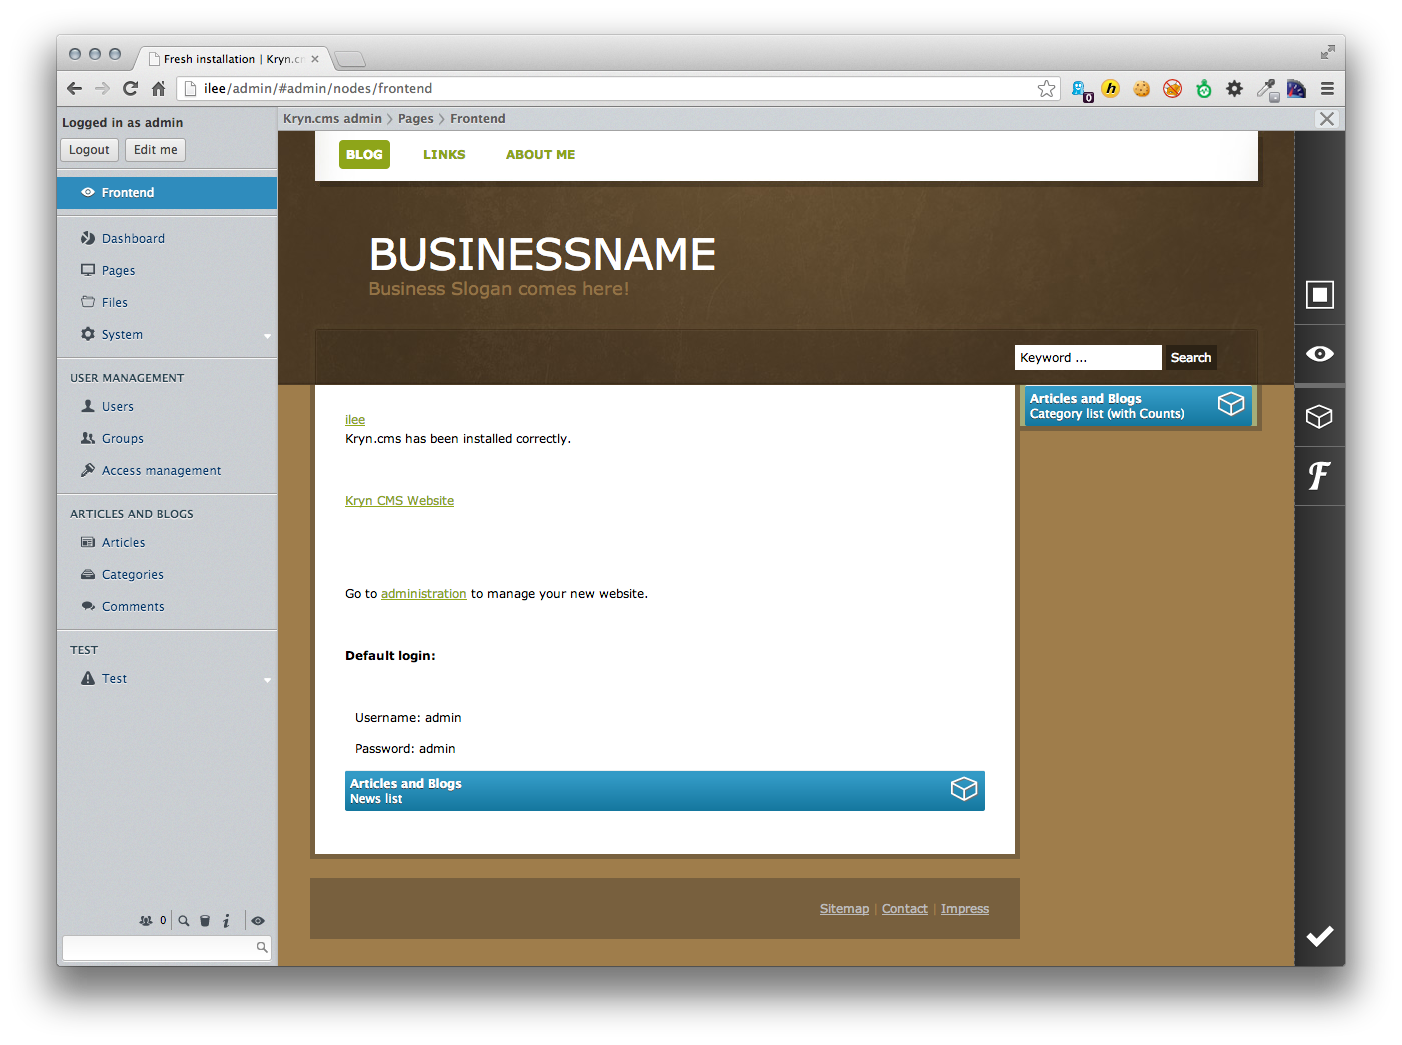 Fresh installation | Kryn.c
ilee/admin/#admin/nodes/frontend
0
Logged in as admin
Logout
Edit me
Frontend
Dashboard
Pages
Files
System
USER MANAGEMENT
Users
Groups
Access management
ARTICLES AND BLOGS
Articles
Categories
Comments
TEST
Test
0
Kryn.cms admin
Pages
Frontend
BLOG
LINKS
ABOUT ME
BUSINESSNAME
Business Slogan comes here!
Keyword ...
Search
ilee
Kryn.cms has been installed correctly.
Kryn CMS Website
Go to administration to manage your new website.
Default login:
Username: admin
Password: admin
Articles and Blogs
News list
Articles and Blogs
Category list (with Counts)
Sitemap | Contact | Impress
F